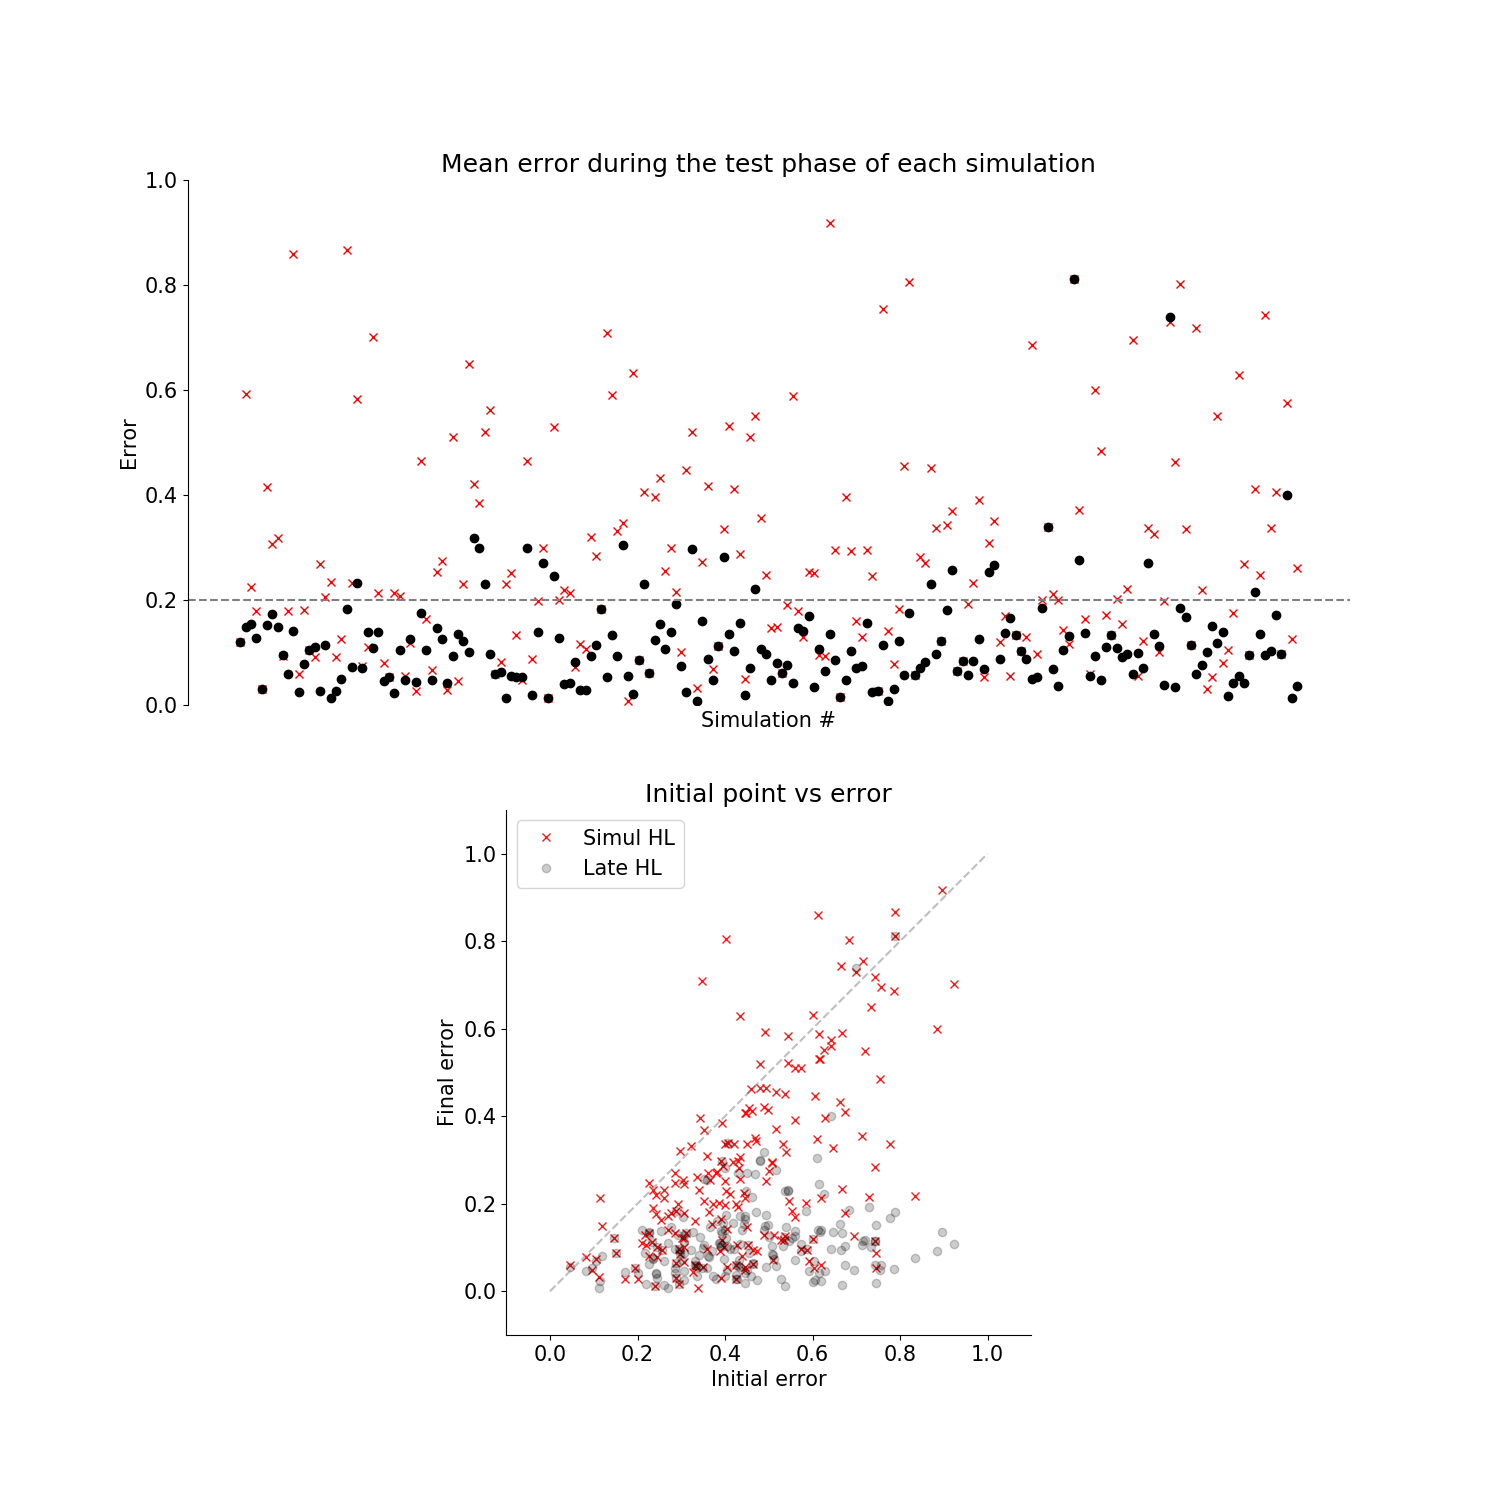 Mean error during the test phase of each simulation
1.0
0.8
0.6
0.4
0.2
0.0
Error
Simulation #
Initial point vs error
Simul HL
Late HL
1.0
0.8
0.6
0.4
0.2
0.0
Final error
0.0 0.2 0.4 0.6 0.8 1.0
Initial error